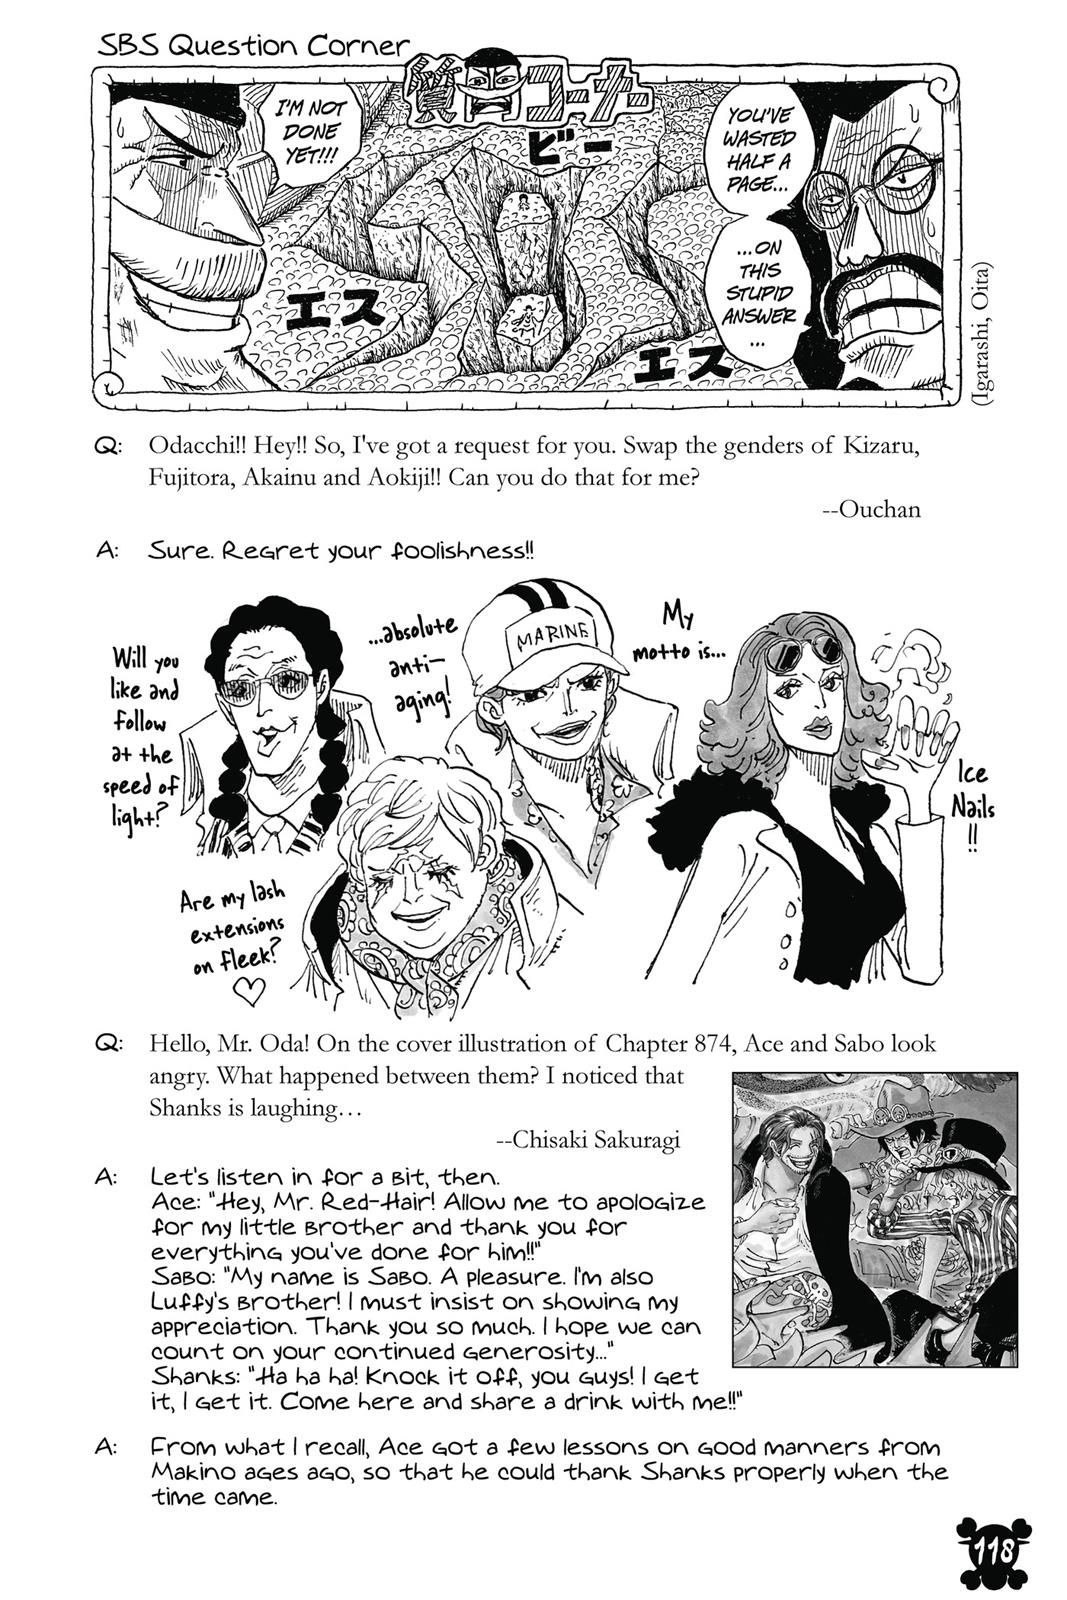 SBS Question Corner
質問コーナー
I'M NOT
DONE
YET!!!
ビー
YOU'VE
WASTED
HALF A
PAGE...
...ON
THIS
STUPID
ANSWER
...
エス
エス
(Igarashi, Oita)
Q: Odacchi!! Hey!! So, I've got a request for you. Swap the genders of Kizaru,
Fujitora, Akainu and Aokiji!! Can you do that for me?
--Ouchan
A: Sure. Regret your foolishness!!
Will you
like and
follow
at the
speed of
light?
...absolute
anti-
aging!
MARINE
My
motto is...
Ice
Nails
!!
Are my lash
extensions
on fleek?
Q: Hello, Mr. Oda! On the cover illustration of Chapter 874, Ace and Sabo look
angry. What happened between them? I noticed that
Shanks is laughing…
--Chisaki Sakuragi
A: Let's listen in for a bit, then.
Ace: "Hey, Mr. Red-Hair! Allow me to apologize
for my little brother and thank you for
everything you've done for him!!"
Sabo: "My name is Sabo. A pleasure. I'm also
Luffy's brother! I must insist on showing my
appreciation. Thank you so much. I hope we can
count on your continued generosity..."
Shanks: "Ha ha ha! Knock it off, you guys! I get
it, I get it. Come here and share a drink with me!!"
A: From what I recall, Ace got a few lessons on good manners from
Makino ages ago, so that he could thank Shanks properly when the
time came.
118